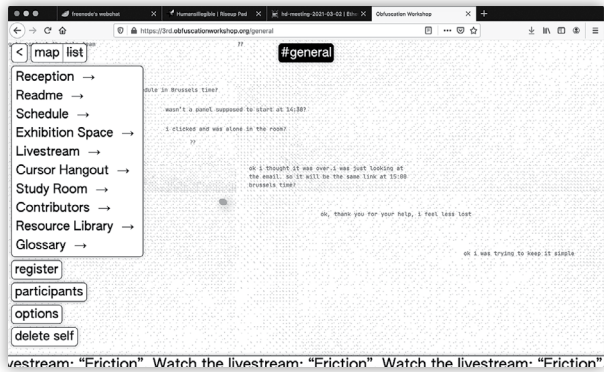 freenode's webchat
Humansillegible | Riseup Pad
hd-meeting-2021-03-02 | Eth
Obfuscation Workshop
https://3rd.obfuscationworkshop.org/general
< map list
#general
??
Reception →
Readme →
Schedule →
Exhibition Space →
Livestream →
Cursor Hangout →
Study Room →
Contributors →
Resource Library →
Glossary →
register
participants
options
delete self
dule in Brussels time?
wasn't a panel supposed to start at 14:30?
i clicked and was alone in the room?
??
ok i thought it was over.i was just looking at
the email. so it will be the same link at 15:00
brussels time?
ok, thank you for your help, i feel less lost
ok i was trying to keep it simple
vestream: “Friction” Watch the livestream: “Friction” Watch the livestream: “Friction”